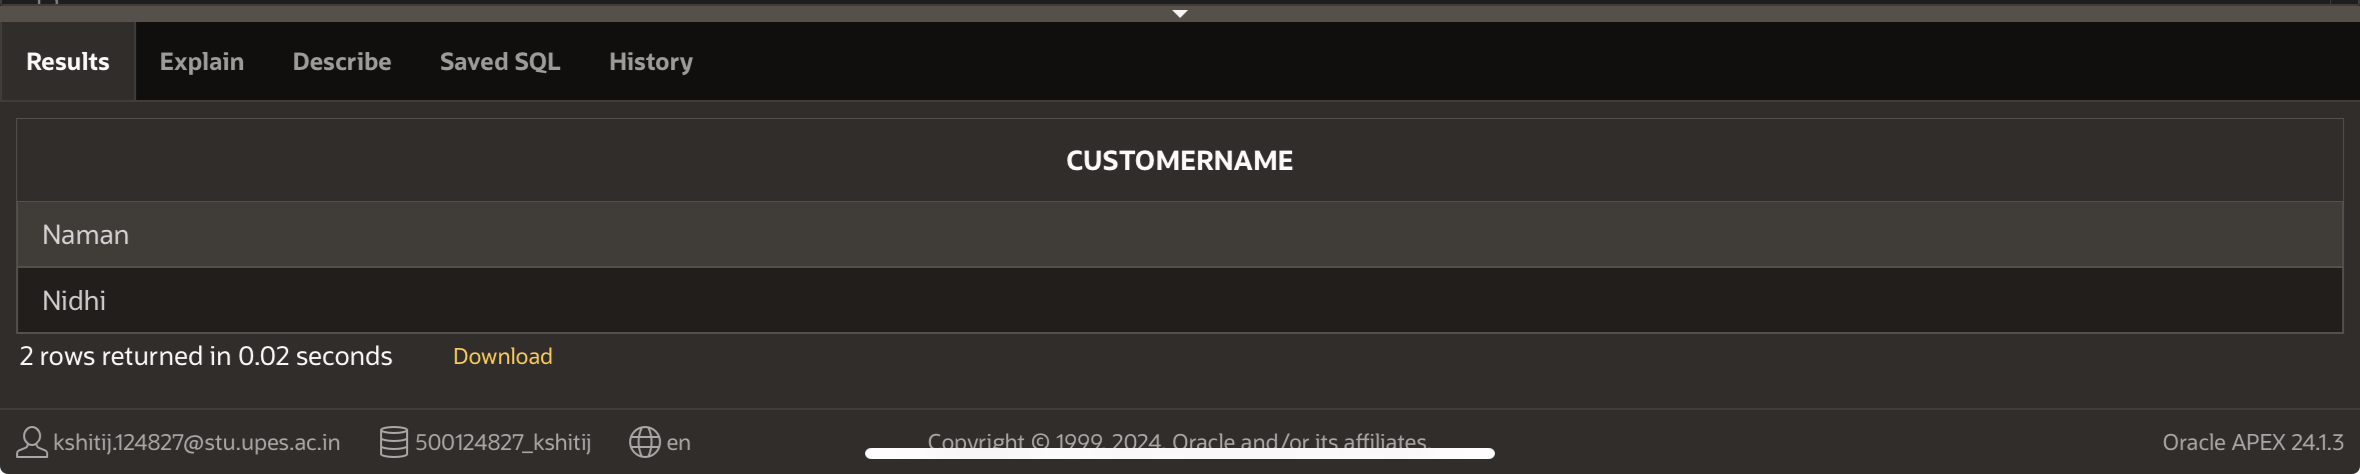 Results Explain Describe Saved SQL History
CUSTOMERNAME
Naman
Nidhi
2 rows returned in 0.02 seconds Download
kshitij.124827@stu.upes.ac.in 500124827_kshitij en Copyright © 1999, 2024, Oracle and/or its affiliates. Oracle APEX 24.1.3